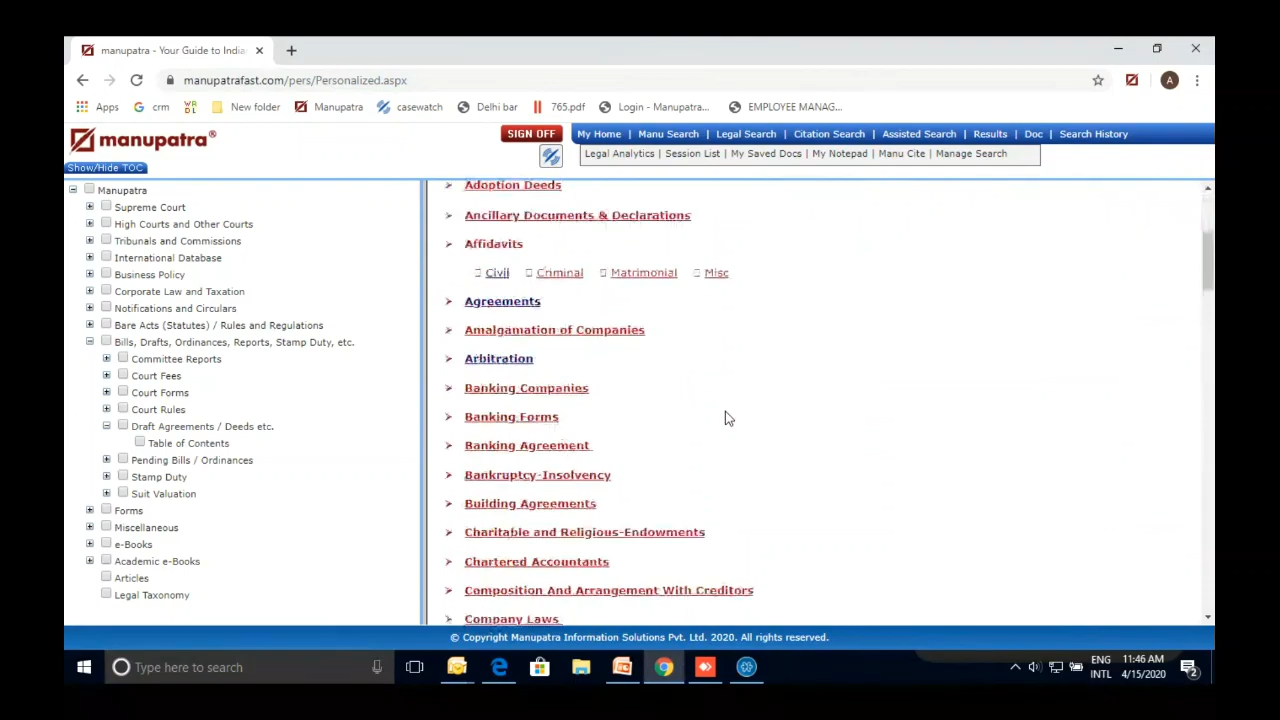 manupatra - Your Guide to India
manupatrafast.com/pers/Personalized.aspx
A
Apps crm New folder Manupatra casewatch Delhi bar 765.pdf Login - Manupatra... EMPLOYEE MANAG...
manupatra®
SIGN OFF
My Home | Manu Search | Legal Search | Citation Search | Assisted Search | Results | Doc | Search History
Legal Analytics | Session List | My Saved Docs | My Notepad | Manu Cite | Manage Search
Show/Hide TOC
Manupatra
Supreme Court
High Courts and Other Courts
Tribunals and Commissions
International Database
Business Policy
Corporate Law and Taxation
Notifications and Circulars
Bare Acts (Statutes) / Rules and Regulations
Bills, Drafts, Ordinances, Reports, Stamp Duty, etc.
Committee Reports
Court Fees
Court Forms
Court Rules
Draft Agreements / Deeds etc.
Table of Contents
Pending Bills / Ordinances
Stamp Duty
Suit Valuation
Forms
Miscellaneous
e-Books
Academic e-Books
Articles
Legal Taxonomy
Adoption Deeds
Ancillary Documents & Declarations
Affidavits
Civil Criminal Matrimonial Misc
Agreements
Amalgamation of Companies
Arbitration
Banking Companies
Banking Forms
Banking Agreement
Bankruptcy-Insolvency
Building Agreements
Charitable and Religious-Endowments
Chartered Accountants
Composition And Arrangement With Creditors
Company Laws
© Copyright Manupatra Information Solutions Pvt. Ltd. 2020. All rights reserved.
Type here to search
ENG
INTL
11:46 AM
4/15/2020
2